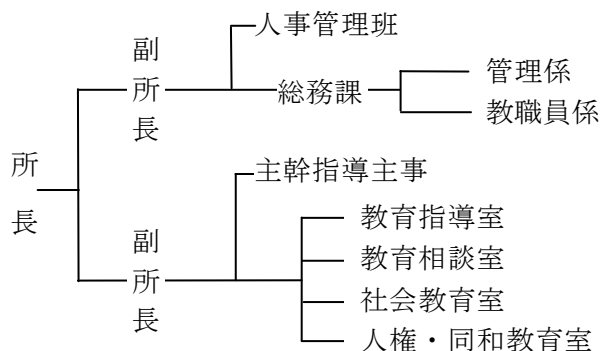 所長
副所長
人事管理班
総務課
管理係
教職員係
副所長
主幹指導主事
教育指導室
教育相談室
社会教育室
人権・同和教育室